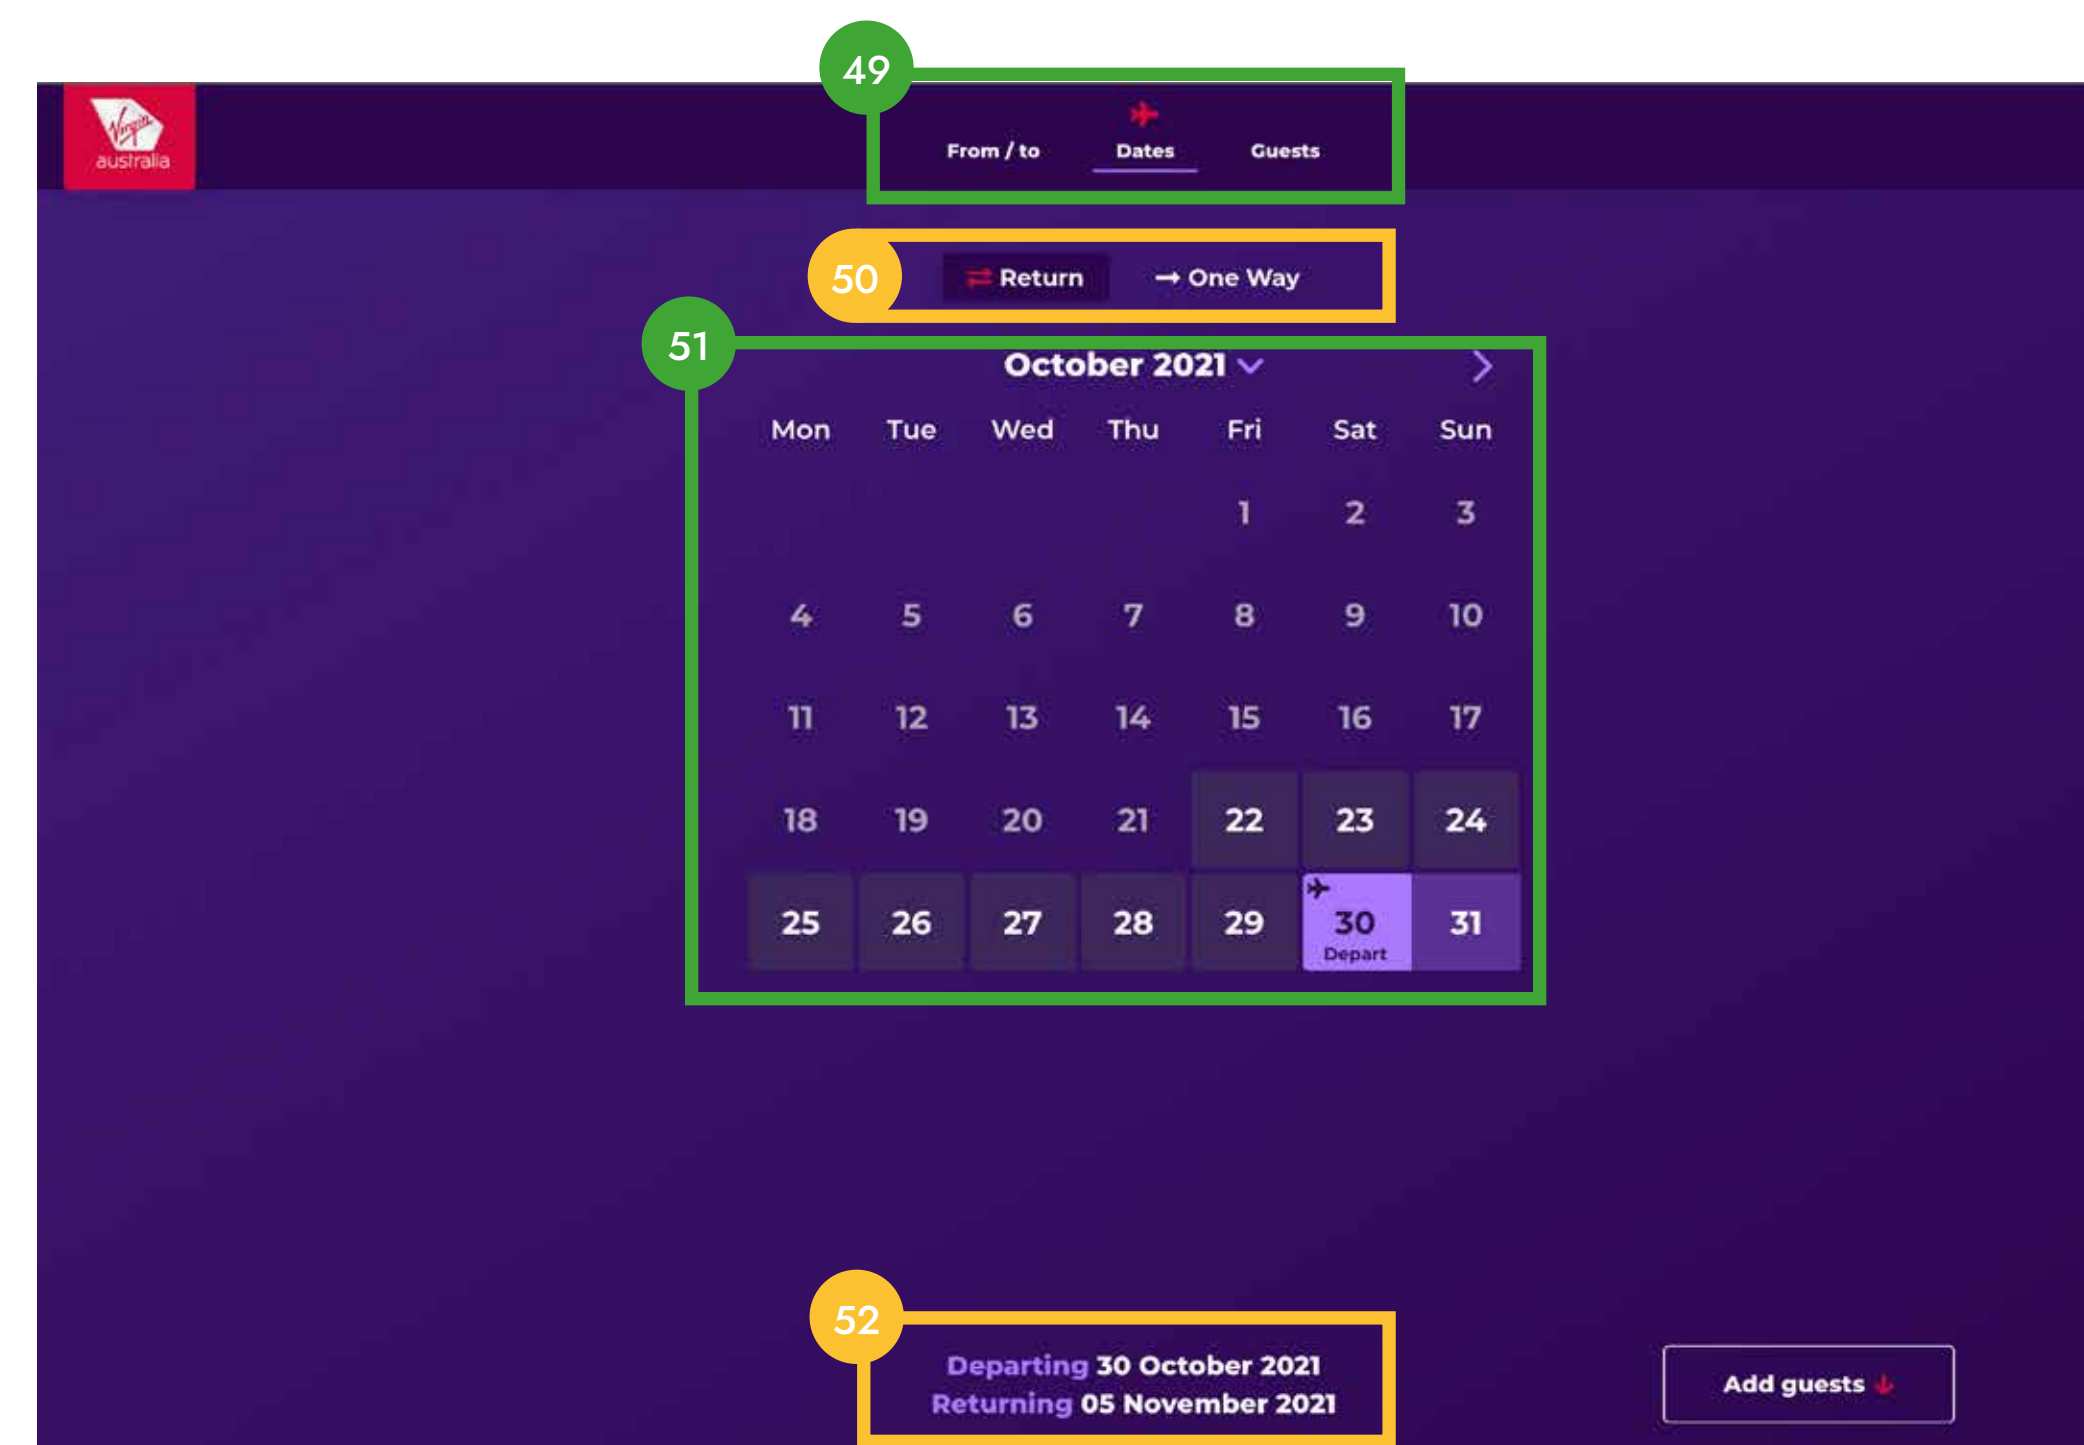 49
Virgin
australia
From / to Dates Guests
50
Return One Way
51
October 2021
Mon Tue Wed Thu Fri Sat Sun
1 2 3
4 5 6 7 8 9 10
11 12 13 14 15 16 17
18 19 20 21 22 23 24
25 26 27 28 29 30 31
Depart
52
Departing 30 October 2021
Returning 05 November 2021
Add guests